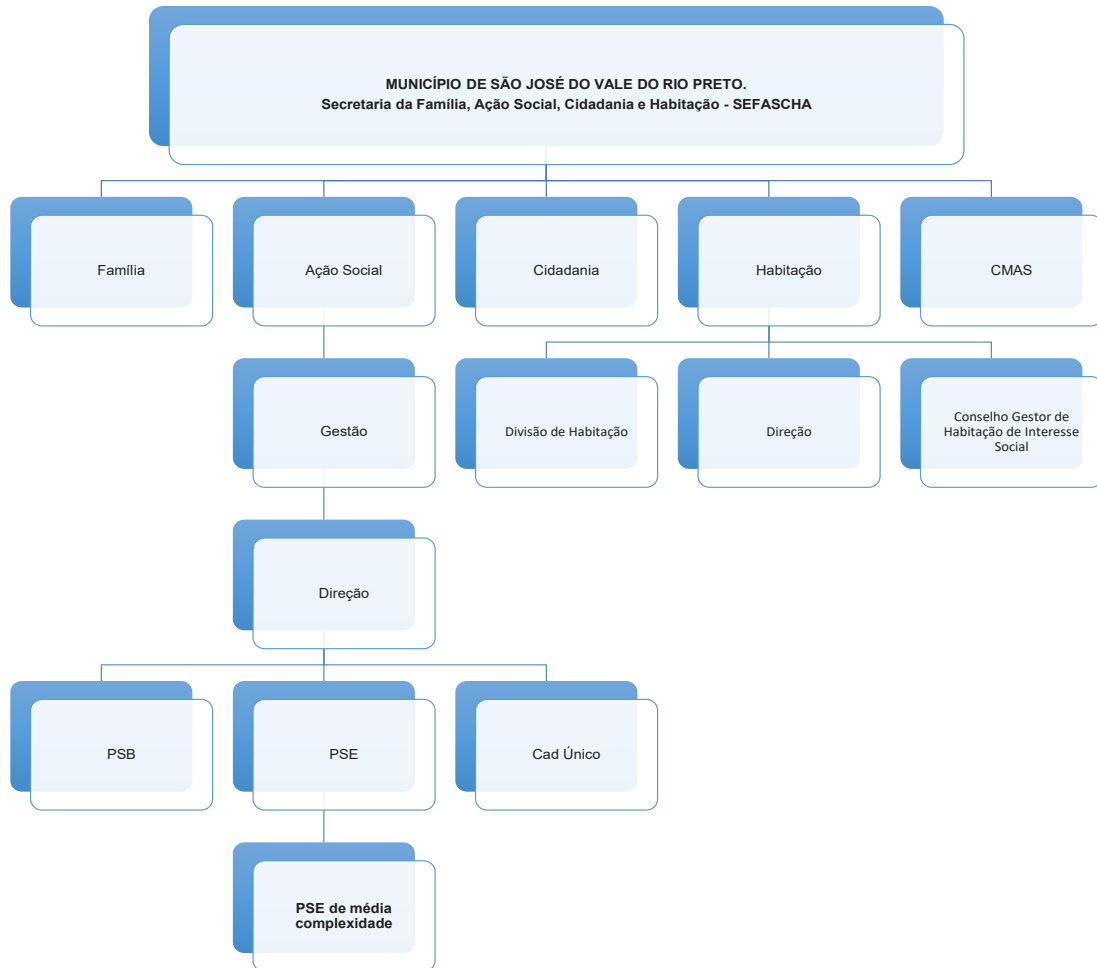 MUNICÍPIO DE SÃO JOSÉ DO VALE DO RIO PRETO.
Secretaria da Família, Ação Social, Cidadania e Habitação - SEFASCHA
Família
Ação Social
Cidadania
Habitação
CMAS
Gestão
Divisão de Habitação
Direção
Conselho Gestor de
Habitação de Interesse
Social
Direção
PSB
PSE
Cad Único
PSE de média
complexidade